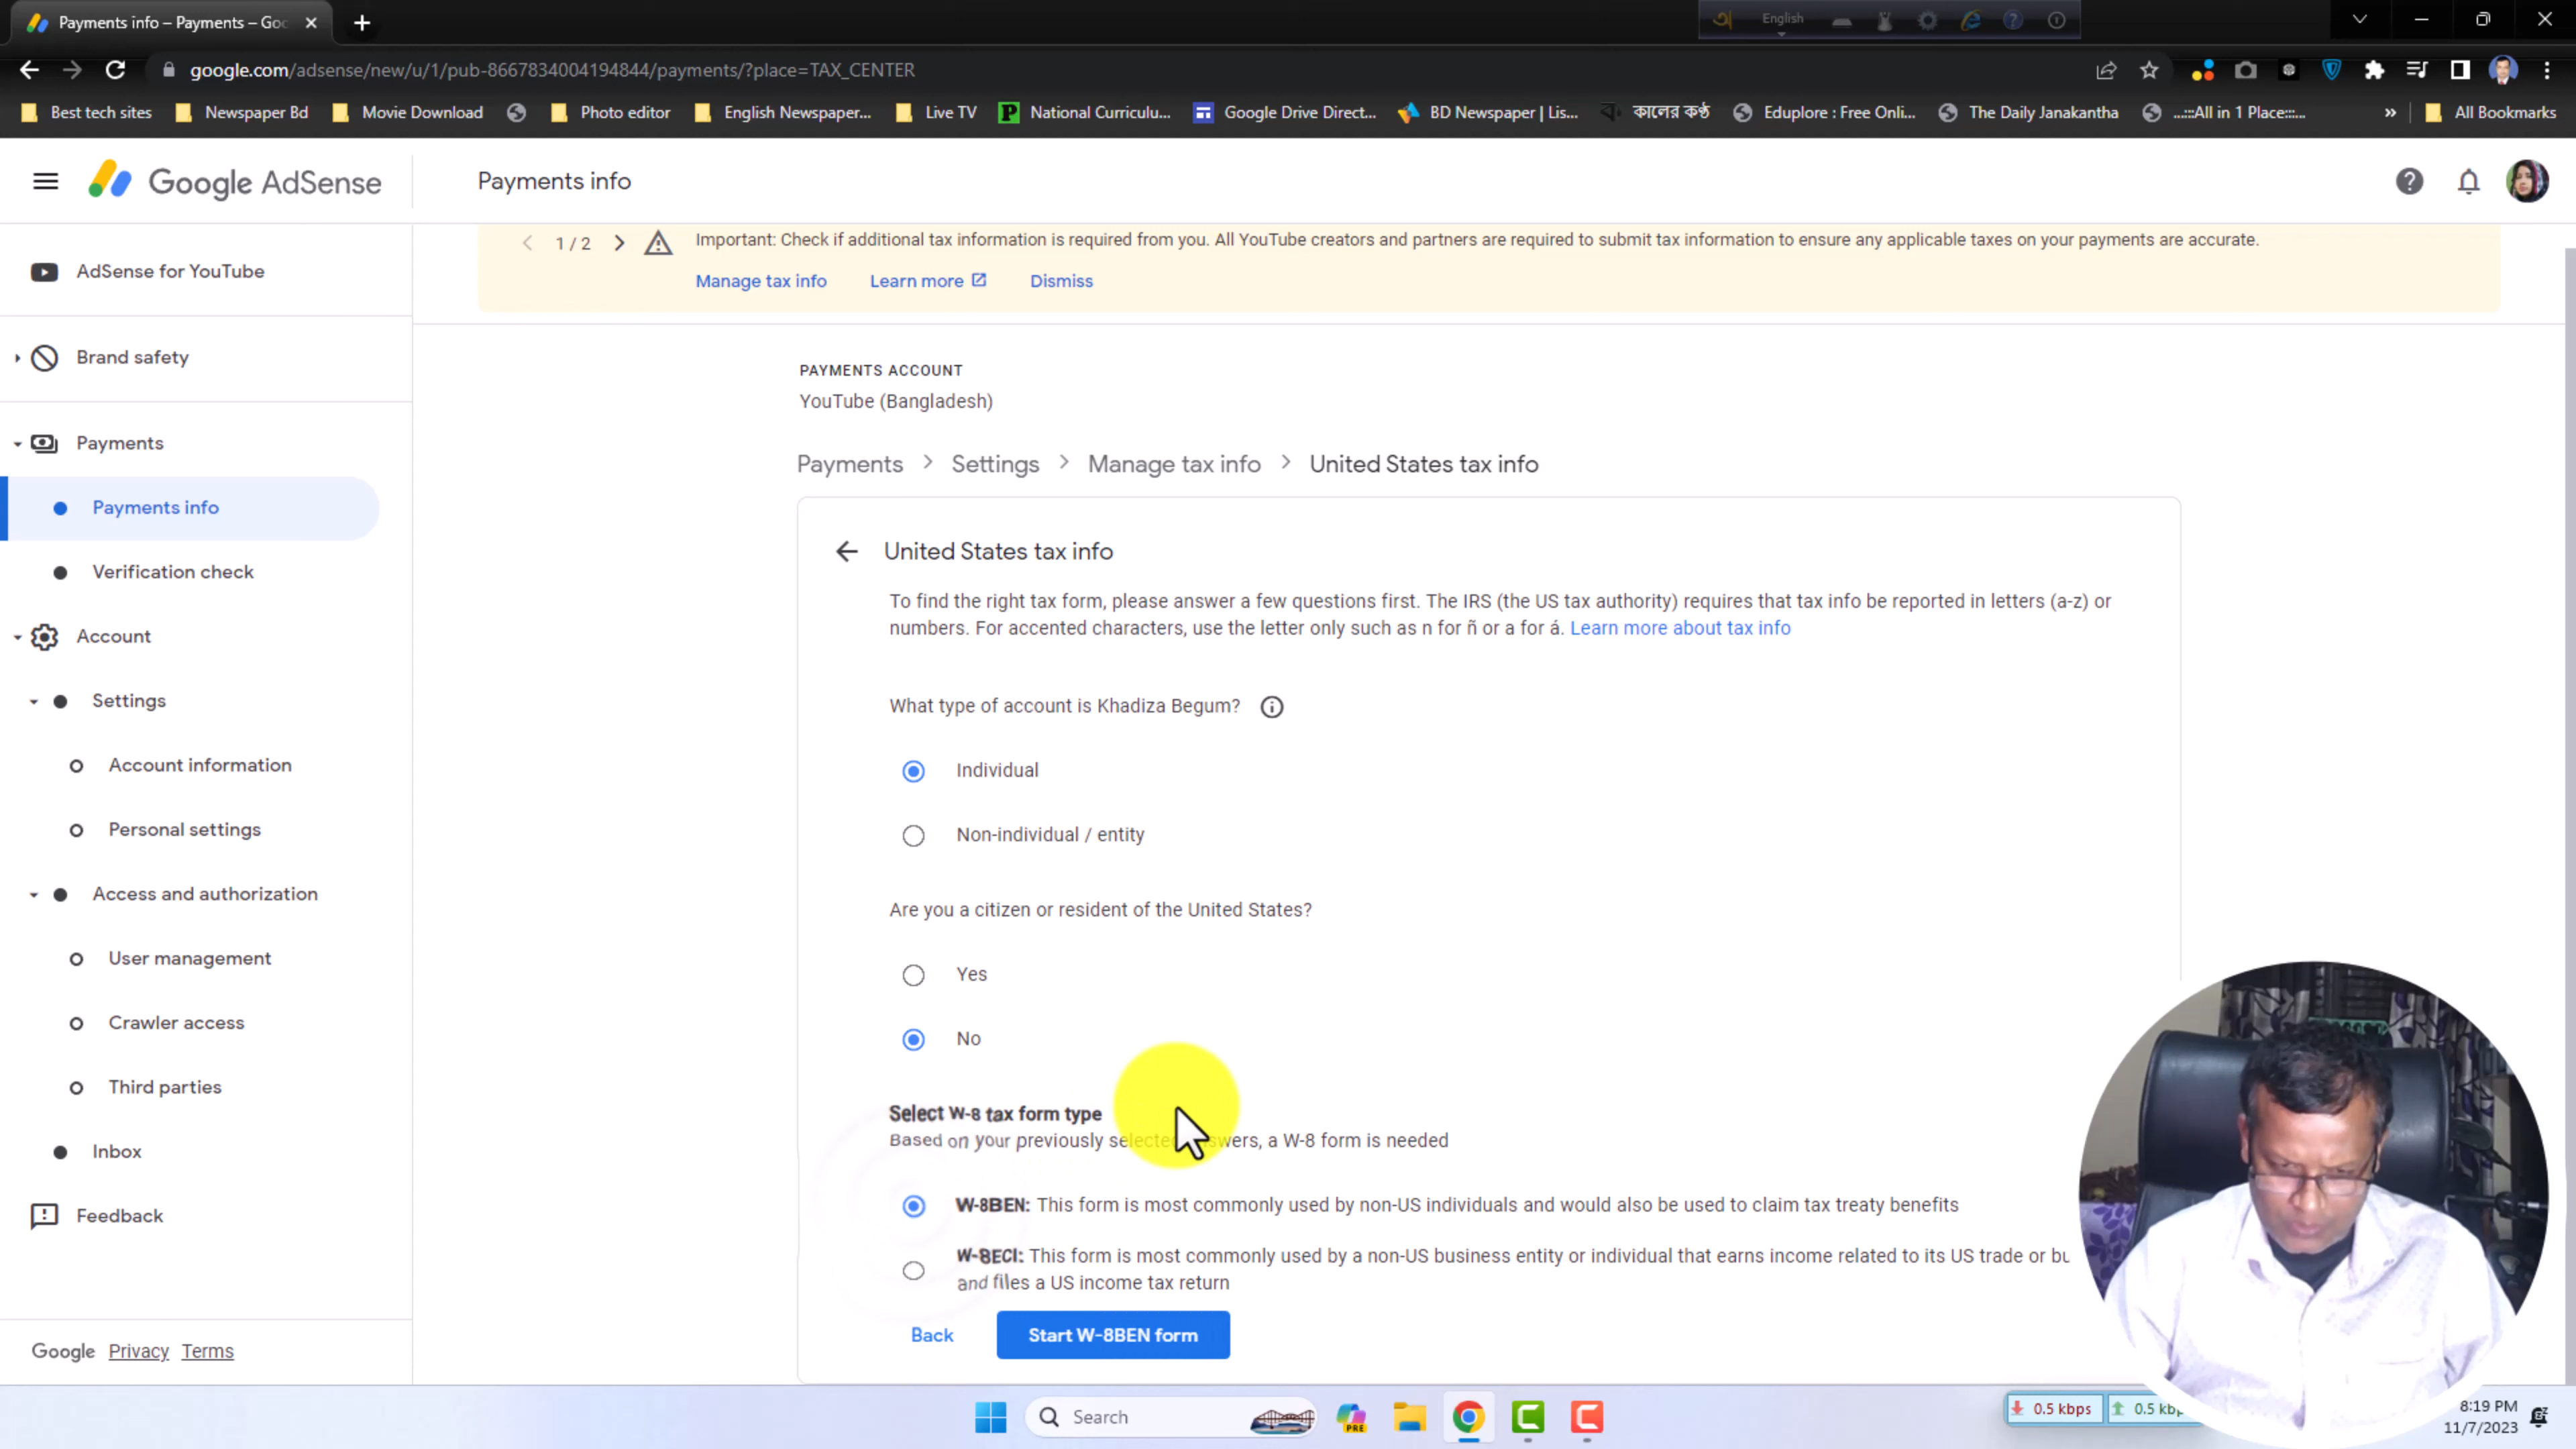 Payments info – Payments – Goo
English
google.com/adsense/new/u/1/pub-8667834004194844/payments/?place=TAX_CENTER
Best tech sites
Newspaper Bd
Movie Download
Photo editor
English Newspaper...
Live TV
National Curriculu...
Google Drive Direct...
BD Newspaper | Lis...
কালের কণ্ঠ
Eduplore : Free Onli...
The Daily Janakantha
...:::All in 1 Place:::...
»
All Bookmarks
Google AdSense
Payments info
AdSense for YouTube
Brand safety
Payments
Payments info
Verification check
Account
Settings
Account information
Personal settings
Access and authorization
User management
Crawler access
Third parties
Inbox
Feedback
Google Privacy Terms
1 / 2
Important: Check if additional tax information is required from you. All YouTube creators and partners are required to submit tax information to ensure any applicable taxes on your payments are accurate.
Manage tax info Learn more Dismiss
PAYMENTS ACCOUNT
YouTube (Bangladesh)
Payments > Settings > Manage tax info > United States tax info
United States tax info
To find the right tax form, please answer a few questions first. The IRS (the US tax authority) requires that tax info be reported in letters (a-z) or
numbers. For accented characters, use the letter only such as n for ñ or a for á. Learn more about tax info
What type of account is Khadiza Begum?
Individual
Non-individual / entity
Are you a citizen or resident of the United States?
Yes
No
Select W-8 tax form type
Based on your previously selected answers, a W-8 form is needed
W-8BEN: This form is most commonly used by non-US individuals and would also be used to claim tax treaty benefits
W-8ECI: This form is most commonly used by a non-US business entity or individual that earns income related to its US trade or bu
and files a US income tax return
Back
Start W-8BEN form
Search
PRE
0.5 kbps
0.5 kbp
8:19 PM
11/7/2023